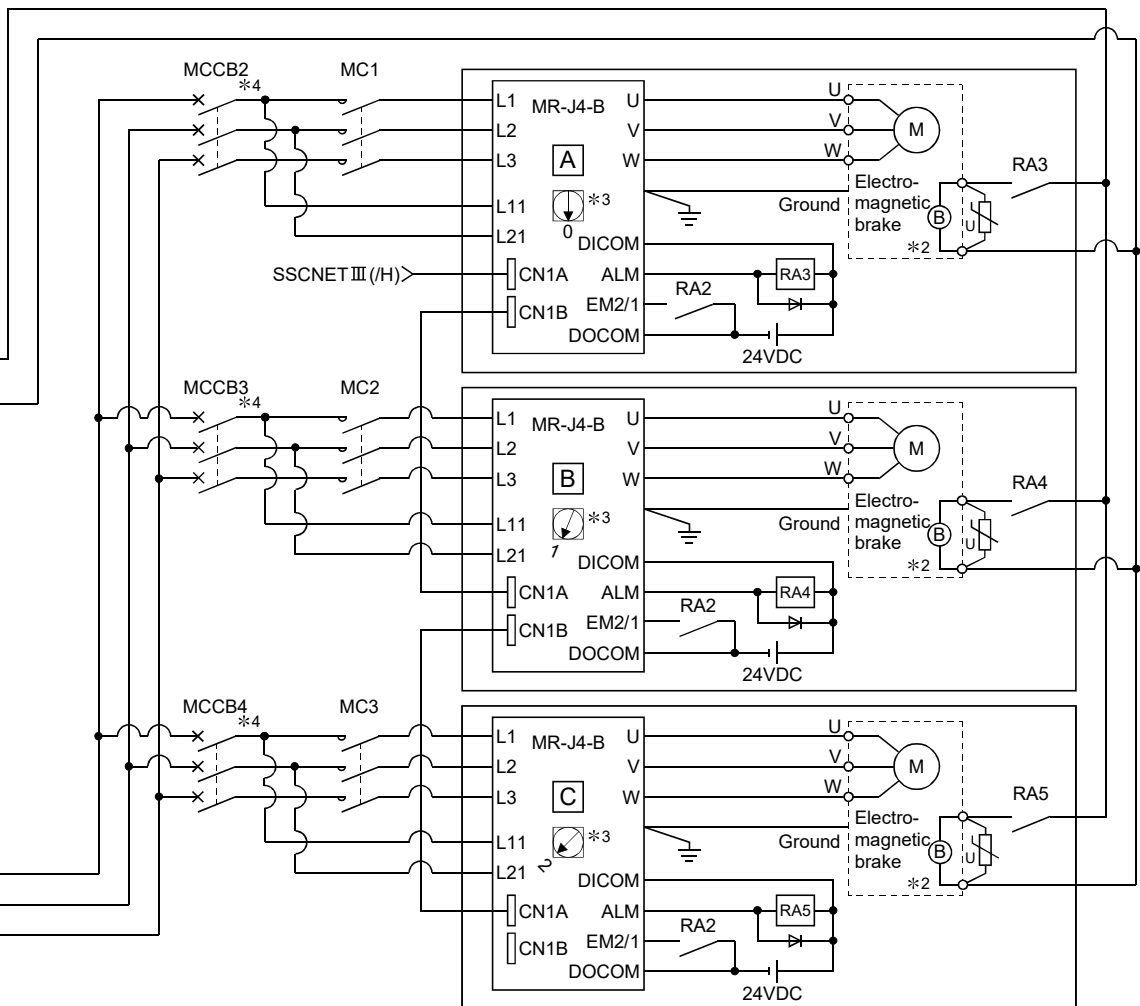 MCCB2
*4
MC1
L1
L2
L3
L11
L21
CN1A
CN1B
MR-J4-B
A
*3
0
U
V
W
DICOM
ALM
EM2/1
DOCOM
SSCNETⅢ(/H)
U
V
W
M
Ground
Electro-
magnetic
brake
*2
B
U
RA3
RA3
RA2
24VDC
MCCB3
*4
MC2
L1
L2
L3
L11
L21
CN1A
CN1B
MR-J4-B
B
*3
1
U
V
W
DICOM
ALM
EM2/1
DOCOM
U
V
W
M
Ground
Electro-
magnetic
brake
*2
B
U
RA4
RA4
RA2
24VDC
MCCB4
*4
MC3
L1
L2
L3
L11
L21
CN1A
CN1B
MR-J4-B
C
*3
2
U
V
W
DICOM
ALM
EM2/1
DOCOM
U
V
W
M
Ground
Electro-
magnetic
brake
*2
B
U
RA5
RA5
RA2
24VDC